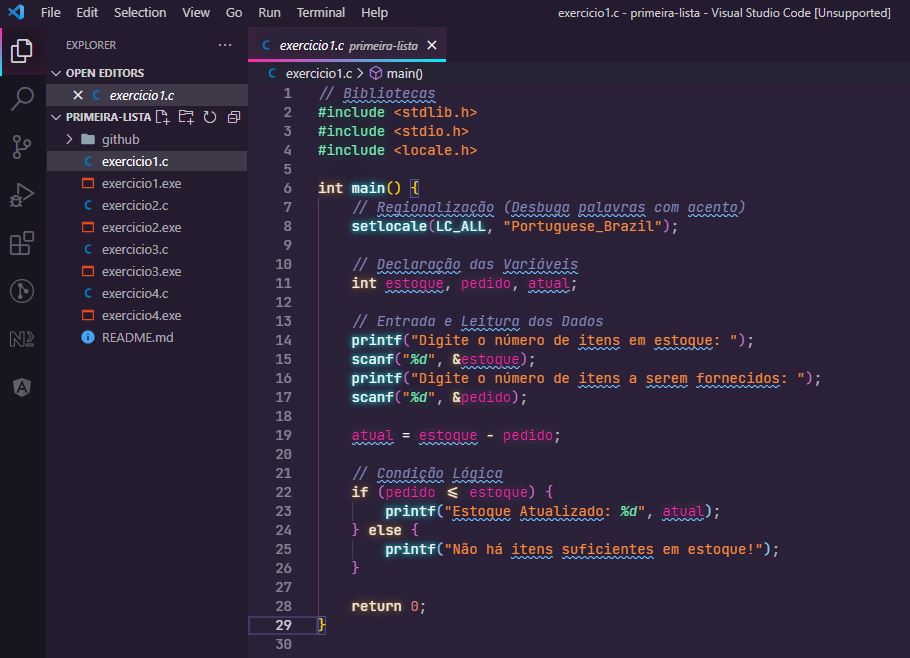 File Edit Selection View Go Run Terminal Help exercicio1.c - primeira-lista - Visual Studio Code [Unsupported]
EXPLORER ···
OPEN EDITORS
exercicio1.c
PRIMEIRA-LISTA
github
exercicio1.c
exercicio1.exe
exercicio2.c
exercicio2.exe
exercicio3.c
exercicio3.exe
exercicio4.c
exercicio4.exe
README.md
exercicio1.c primeira-lista
exercicio1.c > main()
1 // Bibliotecas
2 #include <stdlib.h>
3 #include <stdio.h>
4 #include <locale.h>
5
6 int main() {
7 // Regionalização (Desbuga palavras com acento)
8 setlocale(LC_ALL, "Portuguese_Brazil");
9
10 // Declaração das Variáveis
11 int estoque, pedido, atual;
12
13 // Entrada e Leitura dos Dados
14 printf("Digite o número de itens em estoque: ");
15 scanf("%d", &estoque);
16 printf("Digite o número de itens a serem fornecidos: ");
17 scanf("%d", &pedido);
18
19 atual = estoque - pedido;
20
21 // Condição Lógica
22 if (pedido <= estoque) {
23 printf("Estoque Atualizado: %d", atual);
24 } else {
25 printf("Não há itens suficientes em estoque!");
26 }
27
28 return 0;
29 }
30